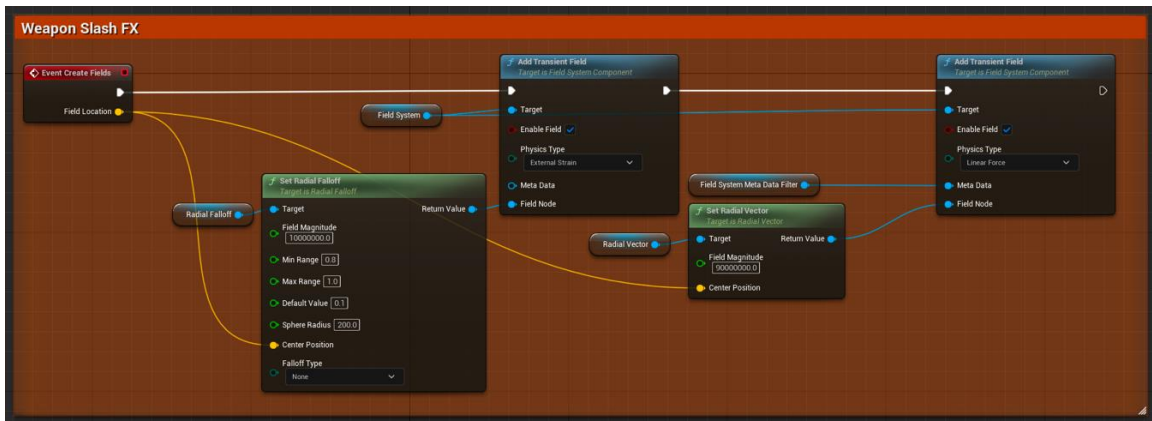 Weapon Slash FX
Event Create Fields
Field Location
Field System
Add Transient Field
Target is Field System Component
Target
Enable Field
Physics Type
External Strain
Meta Data
Field Node
Radial Falloff
Set Radial Falloff
Target is Radial Falloff
Target
Return Value
Field Magnitude
10000000.0
Min Range 0.8
Max Range 1.0
Default Value 0.1
Sphere Radius 200.0
Center Position
Falloff Type
None
Field System Meta Data Filter
Radial Vector
Set Radial Vector
Target is Radial Vector
Target
Return Value
Field Magnitude
90000000.0
Center Position
Add Transient Field
Target is Field System Component
Target
Enable Field
Physics Type
Linear Force
Meta Data
Field Node